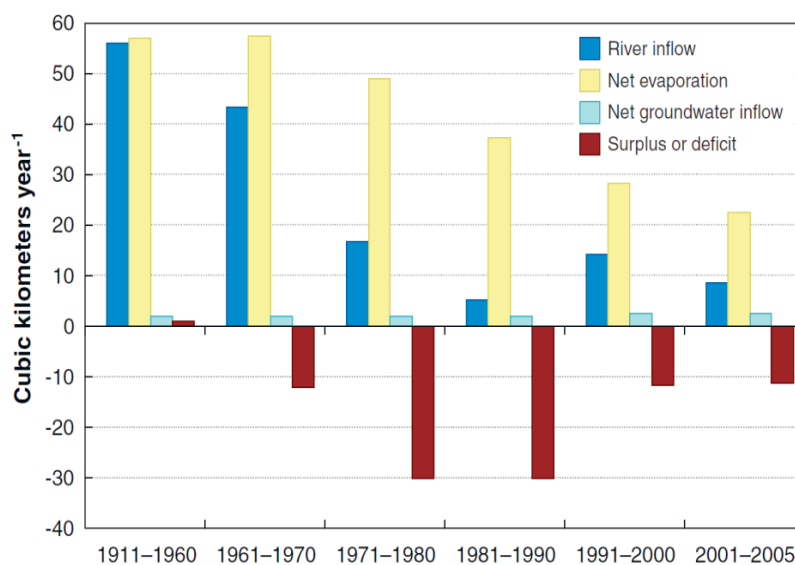 60
50
40
30
20
10
0
-10
-20
-30
-40
Cubic kilometers year⁻¹
River inflow
Net evaporation
Net groundwater inflow
Surplus or deficit
1911–1960 1961–1970 1971–1980 1981–1990 1991–2000 2001–2005